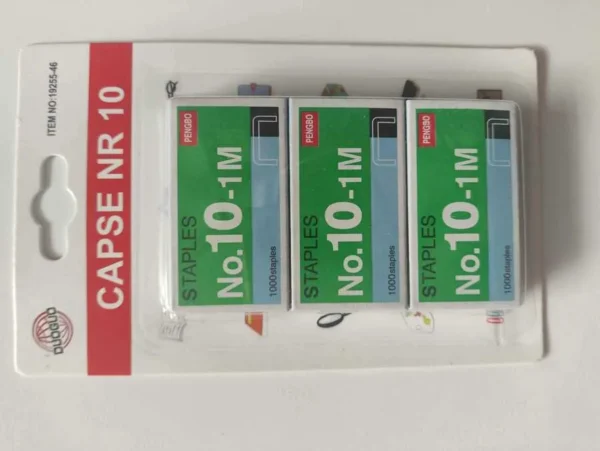 ITEM NO:19255-46
CAPSE NR 10
DUOGUO
PENGBO
STAPLES
No.10-1M
1000staples
PENGBO
STAPLES
No.10-1M
1000staples
PENGBO
STAPLES
No.10-1M
1000staples